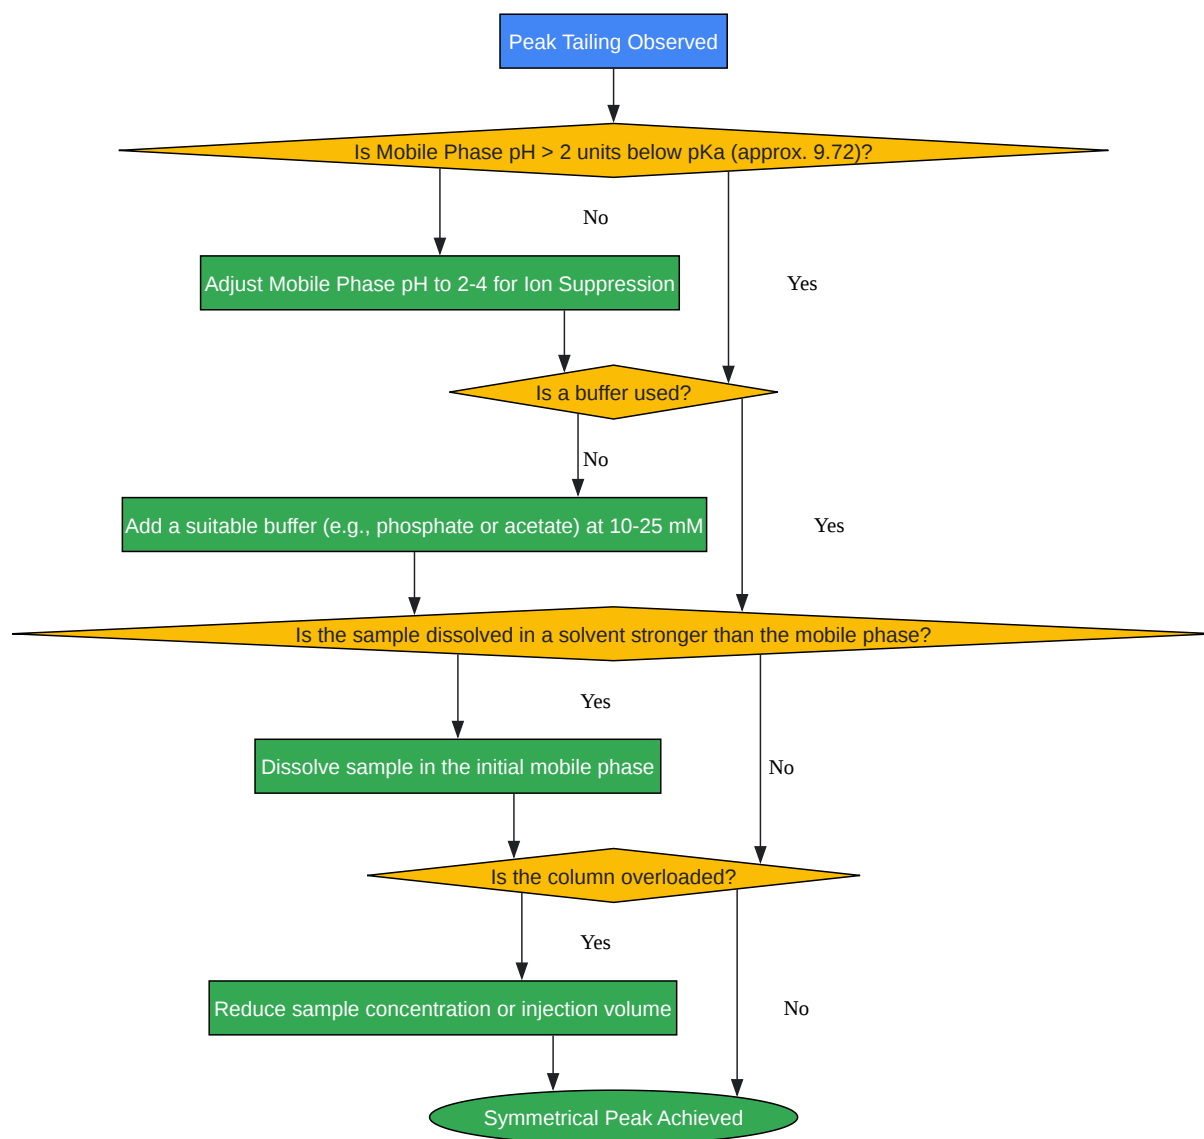 Peak Tailing Observed
Is Mobile Phase pH > 2 units below pKa (approx. 9.72)?
No
Adjust Mobile Phase pH to 2-4 for Ion Suppression
Yes
Is a buffer used?
No
Add a suitable buffer (e.g., phosphate or acetate) at 10-25 mM
Yes
Is the sample dissolved in a solvent stronger than the mobile phase?
Yes
Dissolve sample in the initial mobile phase
No
Is the column overloaded?
Yes
Reduce sample concentration or injection volume
No
Symmetrical Peak Achieved